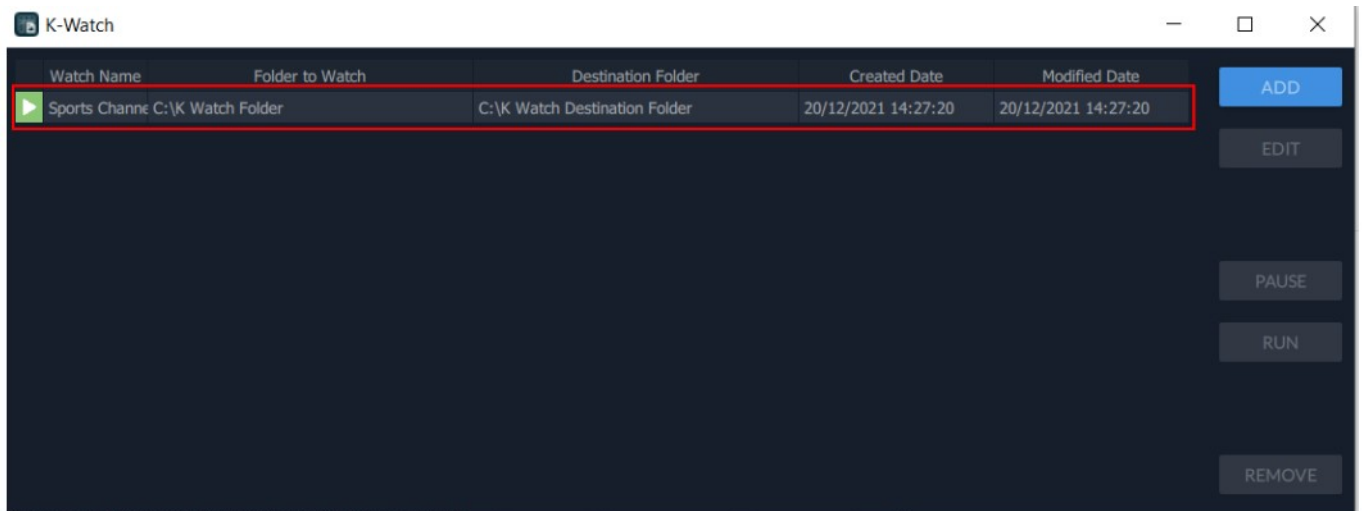 K-Watch
Watch Name Folder to Watch Destination Folder Created Date Modified Date
ADD
Sports Channe C:\K Watch Folder C:\K Watch Destination Folder 20/12/2021 14:27:20 20/12/2021 14:27:20
EDIT
PAUSE
RUN
REMOVE